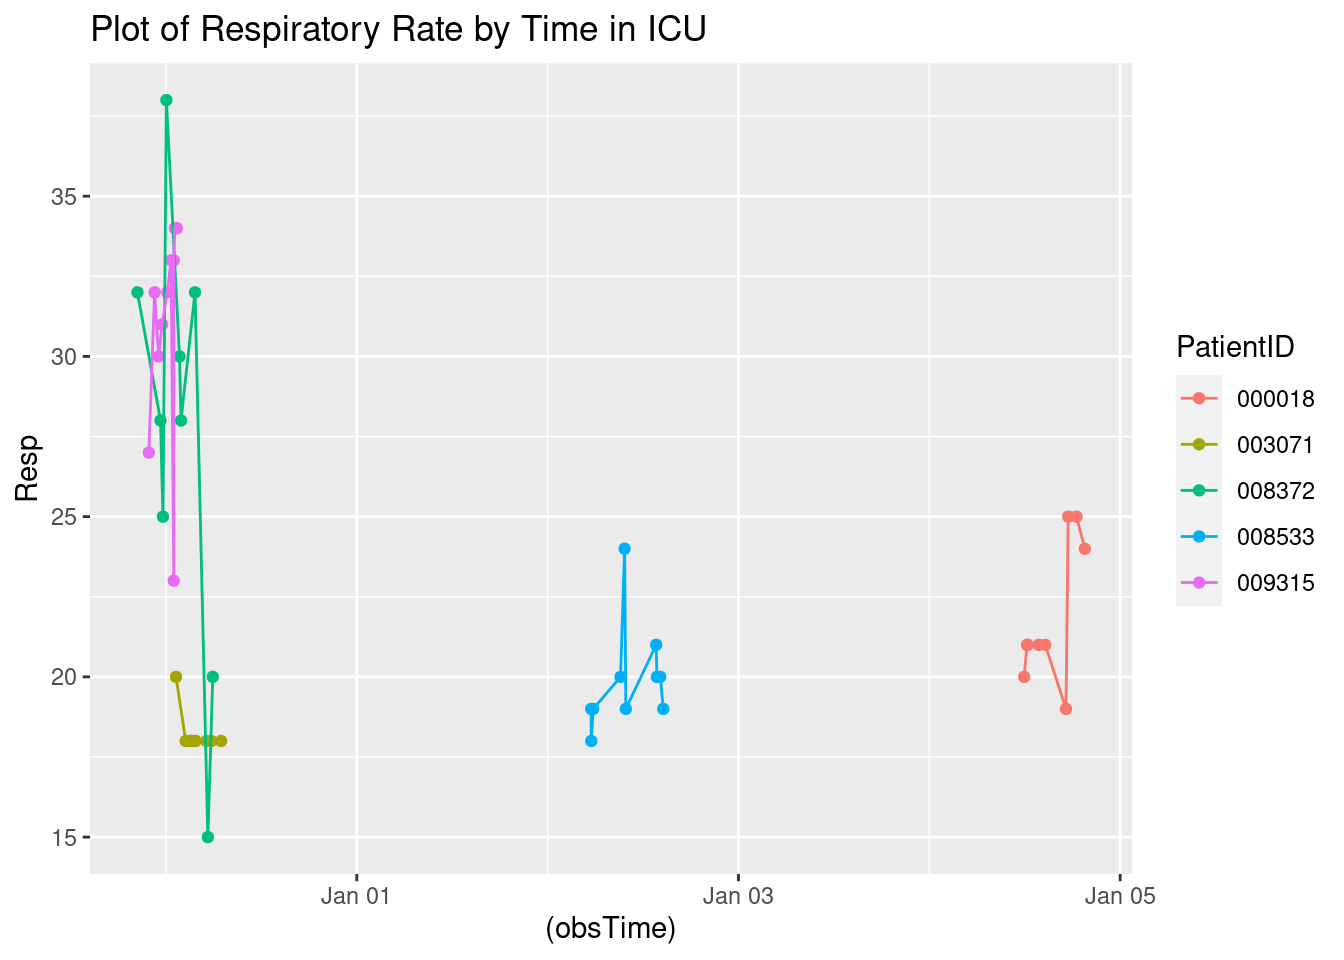 Plot of Respiratory Rate by Time in ICU
35
30
25
20
15
Resp
Jan 01
Jan 03
Jan 05
(obsTime)
PatientID
000018
003071
008372
008533
009315